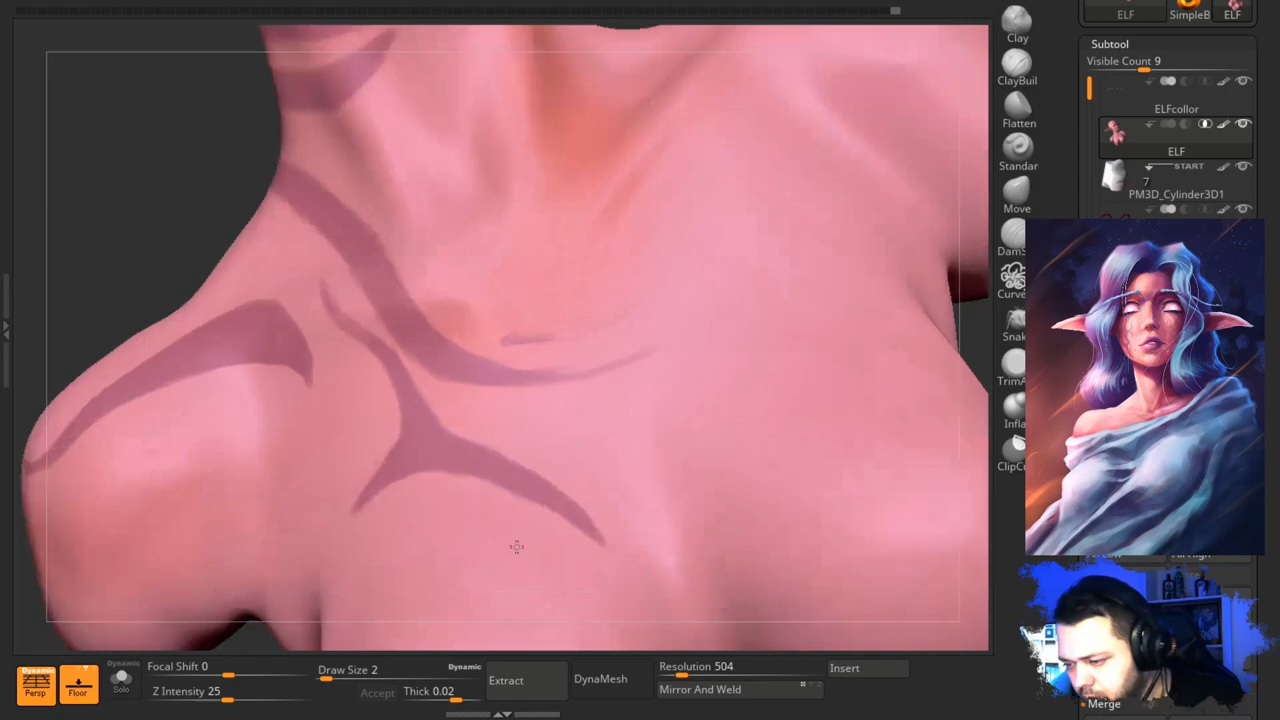 ELF
SimpleB
ELF
Subtool
Visible Count 9
ELFcollor
ELF
START
7
PM3D_Cylinder3D1
Clay
ClayBuil
Flatten
Standar
Move
DamS
Curve
Snak
TrimA
Infla
ClipCu
Merge
Dynamic
Persp
Floor
Dynamic
Solo
Focal Shift 0
Z Intensity 25
Draw Size 2
Dynamic
Accept
Thick 0.02
Extract
DynaMesh
Resolution 504
Mirror And Weld
Insert